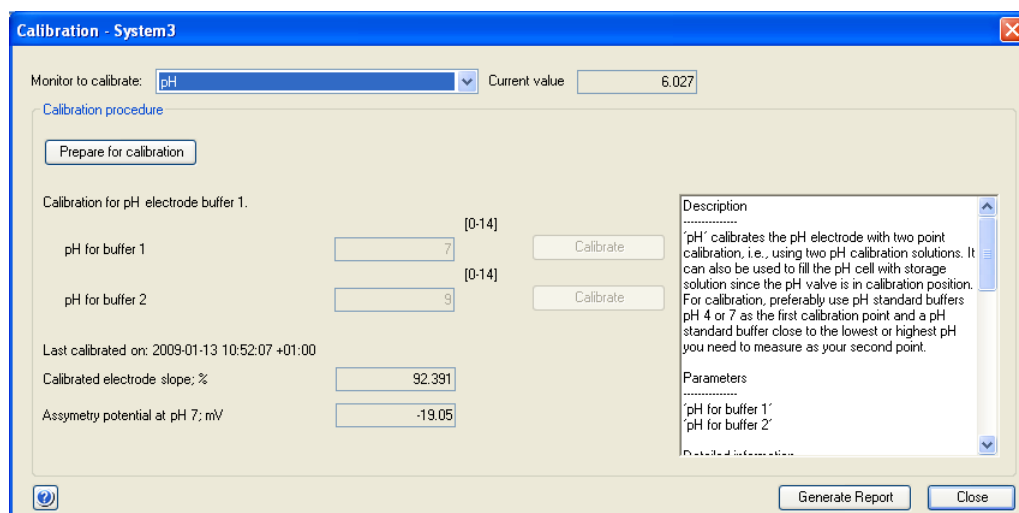 Calibration - System3
Monitor to calibrate: pH Current value 6.027
Calibration procedure
Prepare for calibration
Calibration for pH electrode buffer 1.
[0-14]
pH for buffer 1 7 Calibrate
[0-14]
pH for buffer 2 9 Calibrate
Last calibrated on: 2009-01-13 10:52:07 +01:00
Calibrated electrode slope; % 92.391
Assymetry potential at pH 7; mV -19.05
Description
---------------
´pH´ calibrates the pH electrode with two point
calibration, i.e., using two pH calibration solutions. It
can also be used to fill the pH cell with storage
solution since the pH valve is in calibration position.
For calibration, preferably use pH standard buffers
pH 4 or 7 as the first calibration point and a pH
standard buffer close to the lowest or highest pH
you need to measure as your second point.
Parameters
---------------
´pH for buffer 1´
´pH for buffer 2´
Detailed information
Generate Report Close